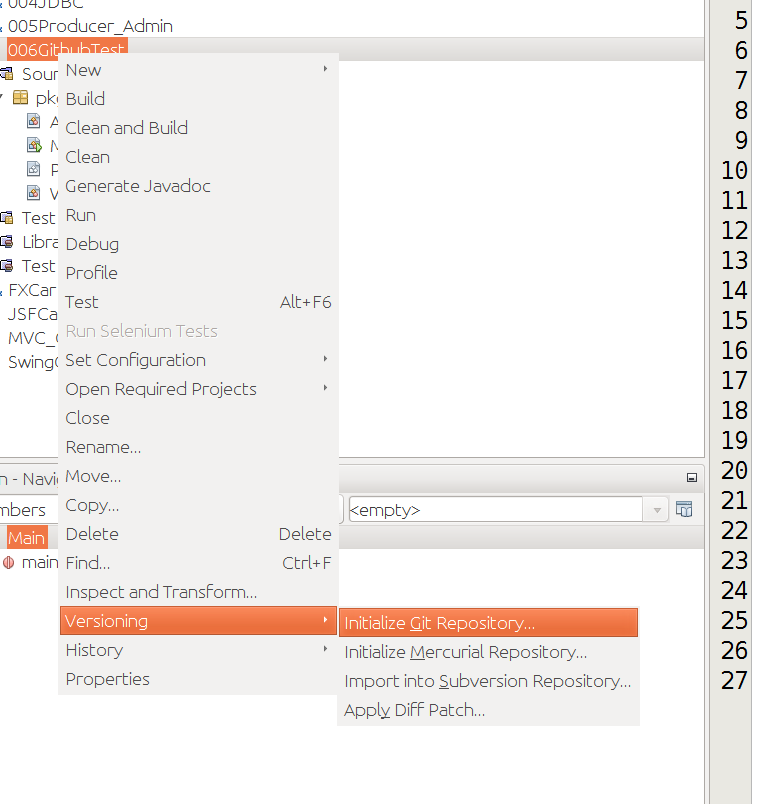 004JDBC
005Producer_Admin
006GithubTest
New
Build
Clean and Build
Clean
Generate Javadoc
Run
Debug
Profile
Test Alt+F6
Run Selenium Tests
Set Configuration
Open Required Projects
Close
Rename...
Move...
Copy...
Delete Delete
Find... Ctrl+F
Inspect and Transform...
Versioning
History
Properties
Initialize Git Repository...
Initialize Mercurial Repository...
Import into Subversion Repository...
Apply Diff Patch...
Sour
pk
A
M
P
V
Test
Libra
Test
FXCar
JSFCa
MVC_
Swing
n - Navi
mbers
<empty>
Main
main
5
6
7
8
9
10
11
12
13
14
15
16
17
18
19
20
21
22
23
24
25
26
27